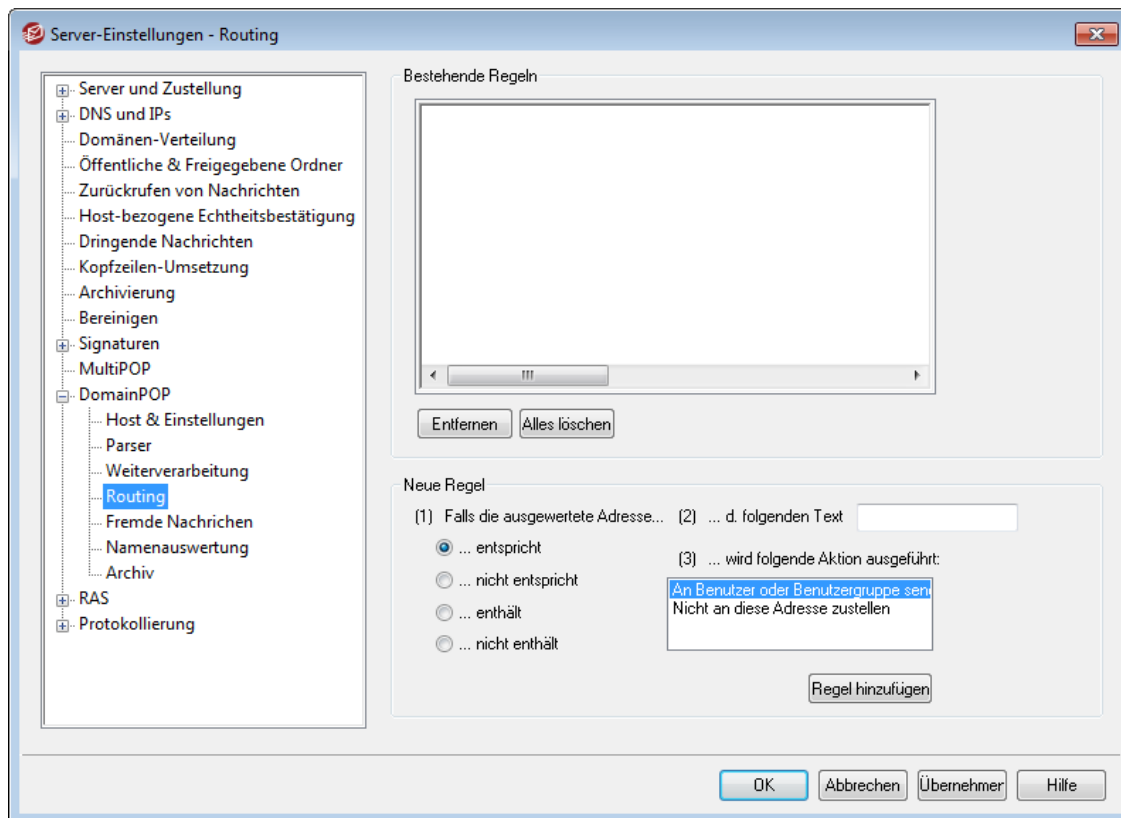 Server-Einstellungen - Routing
Server und Zustellung
DNS und IPs
Domänen-Verteilung
Öffentliche & Freigegebene Ordner
Zurückrufen von Nachrichten
Host-bezogene Echtheitsbestätigung
Dringende Nachrichten
Kopfzeilen-Umsetzung
Archivierung
Bereinigen
Signaturen
MultiPOP
DomainPOP
Host & Einstellungen
Parser
Weiterverarbeitung
Routing
Fremde Nachrichen
Namenauswertung
Archiv
RAS
Protokollierung
Bestehende Regeln
Entfernen
Alles löschen
Neue Regel
(1) Falls die ausgewertete Adresse...
... entspricht
... nicht entspricht
... enthält
... nicht enthält
(2) ... d. folgenden Text
(3) ... wird folgende Aktion ausgeführt:
An Benutzer oder Benutzergruppe sen
Nicht an diese Adresse zustellen
Regel hinzufügen
OK
Abbrechen
Übernehmer
Hilfe